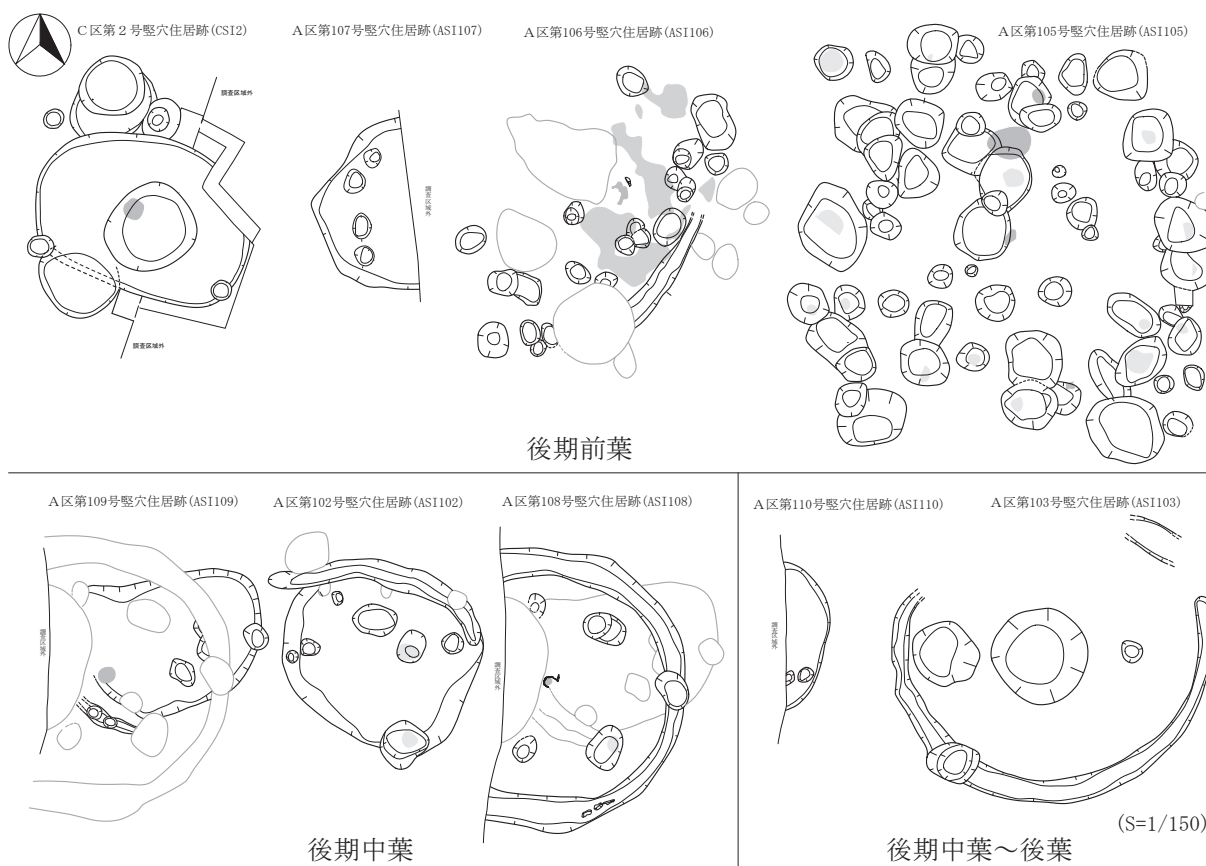 C区第2号竪穴住居跡(CSI2)
A区第107号竪穴住居跡(ASI107)
A区第106号竪穴住居跡(ASI106)
A区第105号竪穴住居跡(ASI105)
調査区域外
調査区域外
調査区域外
後期前葉
A区第109号竪穴住居跡(ASI109)
A区第102号竪穴住居跡(ASI102)
A区第108号竪穴住居跡(ASI108)
A区第110号竪穴住居跡(ASI110)
A区第103号竪穴住居跡(ASI103)
調査区域外
調査区域外
調査区域外
(S=1/150)
後期中葉
後期中葉～後葉